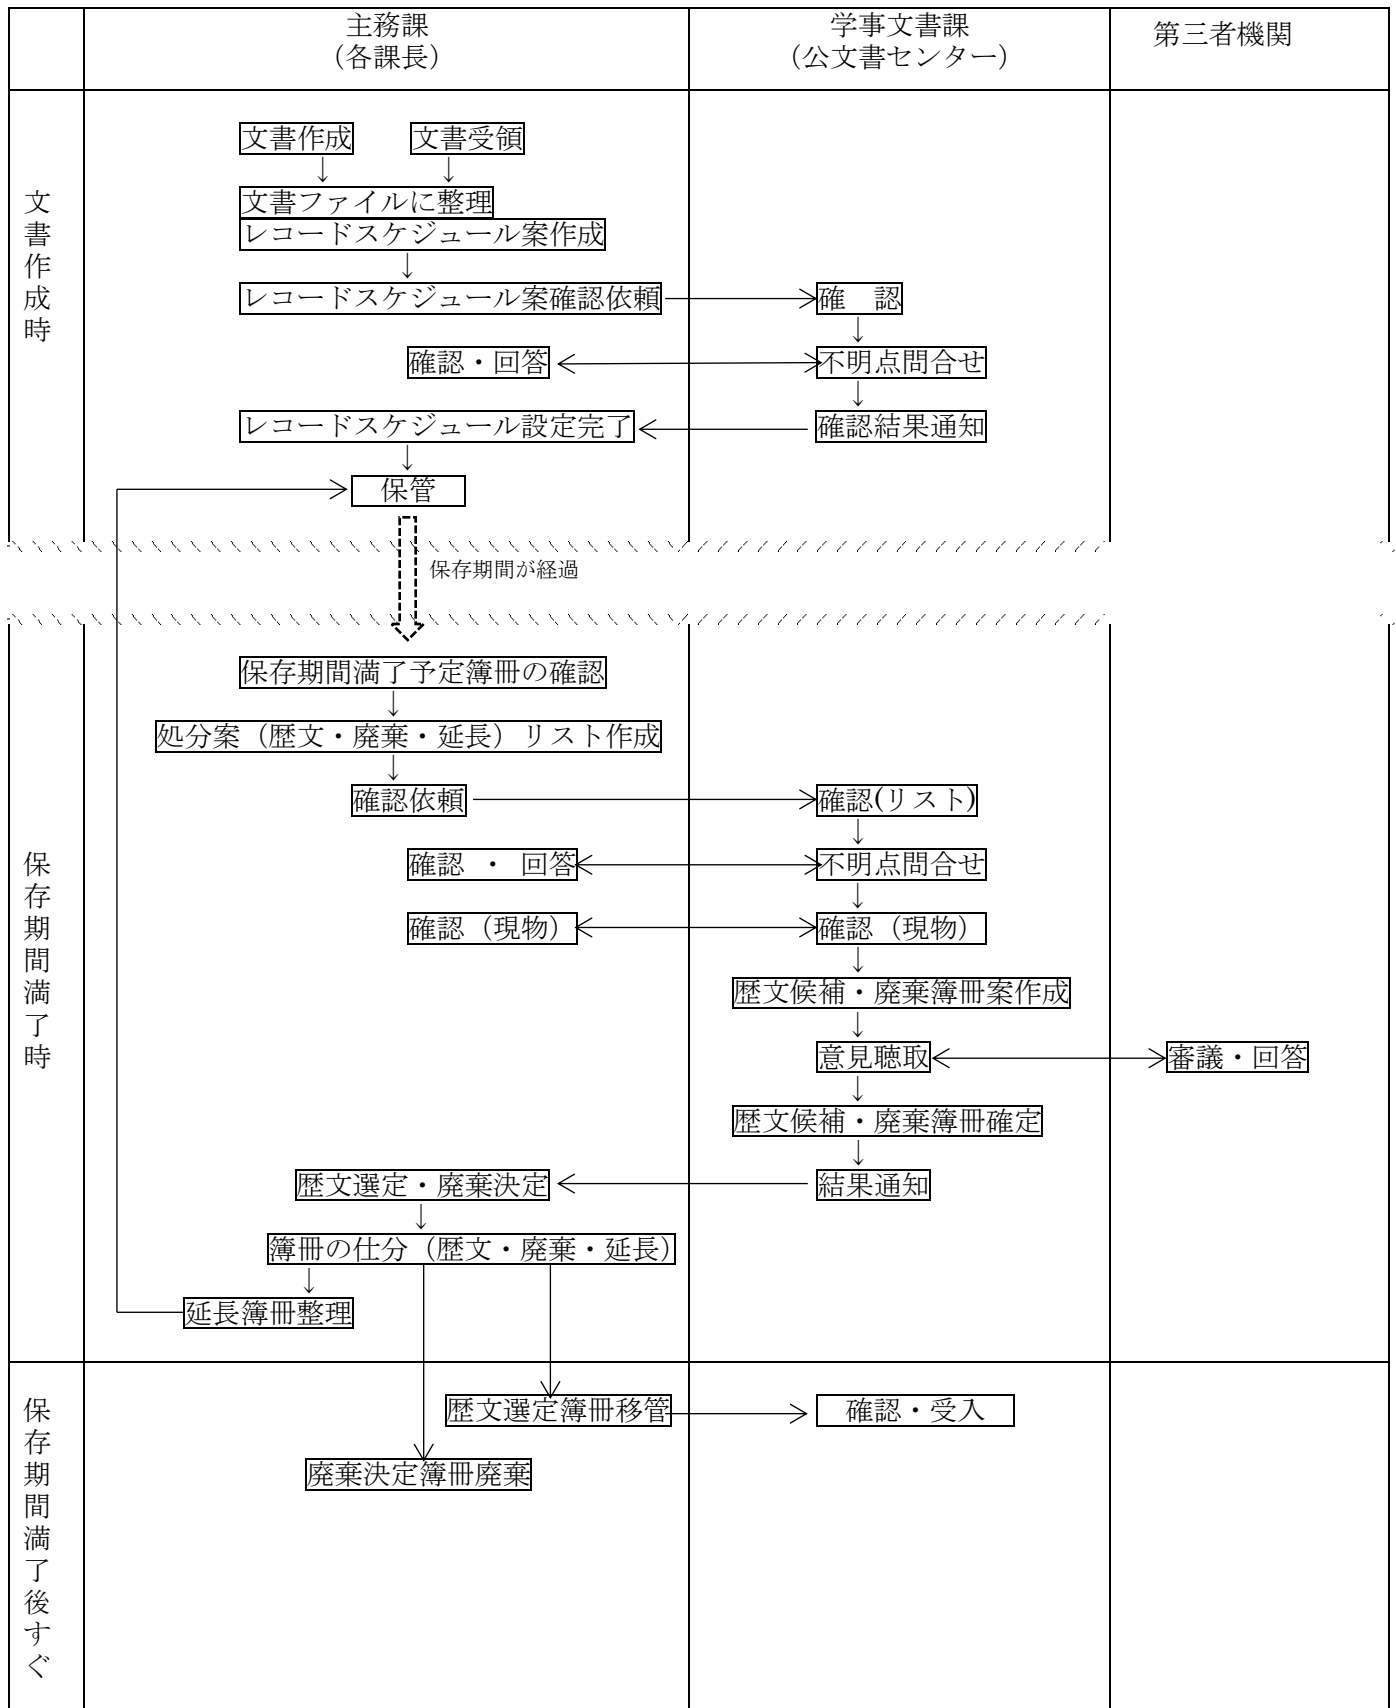 主務課
（各課長）
学事文書課
（公文書センター）
第三者機関
文書作成時
文書作成
文書受領
文書ファイルに整理
レコードスケジュール案作成
レコードスケジュール案確認依頼
確　認
確認・回答
不明点問合せ
レコードスケジュール設定完了
確認結果通知
保管
保存期間が経過
保存期間満了時
保存期間満了予定簿冊の確認
処分案（歴文・廃棄・延長）リスト作成
確認依頼
確認(リスト)
確認 ・ 回答
不明点問合せ
確認（現物）
確認（現物）
歴文候補・廃棄簿冊案作成
意見聴取
審議・回答
歴文候補・廃棄簿冊確定
歴文選定・廃棄決定
結果通知
簿冊の仕分（歴文・廃棄・延長）
延長簿冊整理
保存期間満了後すぐ
歴文選定簿冊移管
確認・受入
廃棄決定簿冊廃棄